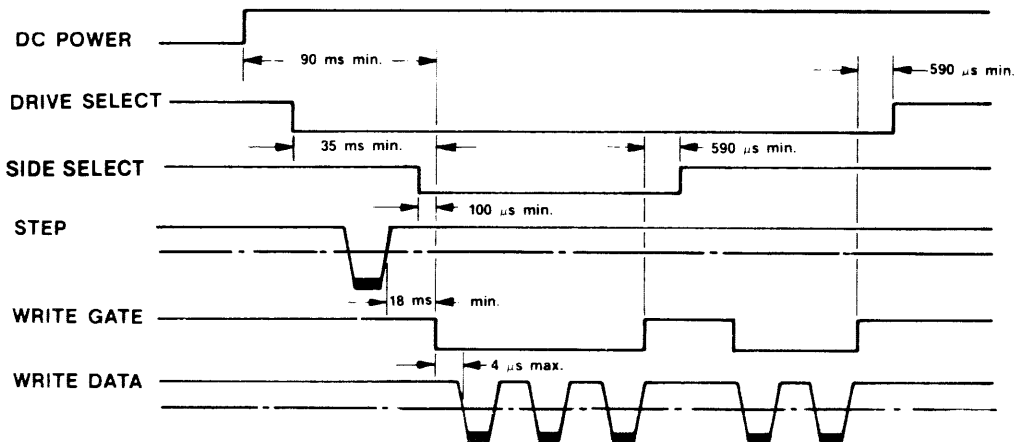 DC POWER
90 ms min.
590 μs min.
DRIVE SELECT
35 ms min.
590 μs min.
SIDE SELECT
100 μs min.
STEP
18 ms min.
WRITE GATE
4 μs max.
WRITE DATA